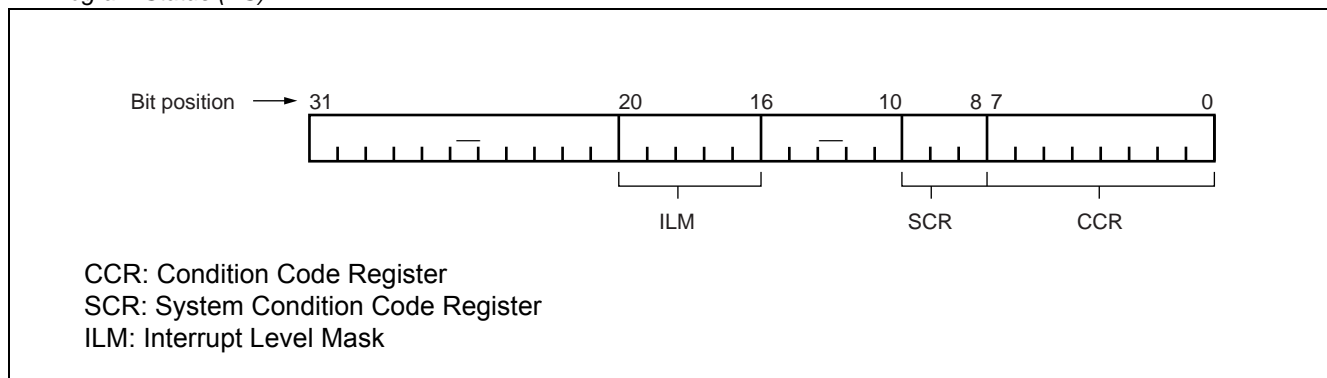 Bit position 31 20 16 10 8 7 0
— —
ILM SCR CCR
CCR: Condition Code Register
SCR: System Condition Code Register
ILM: Interrupt Level Mask